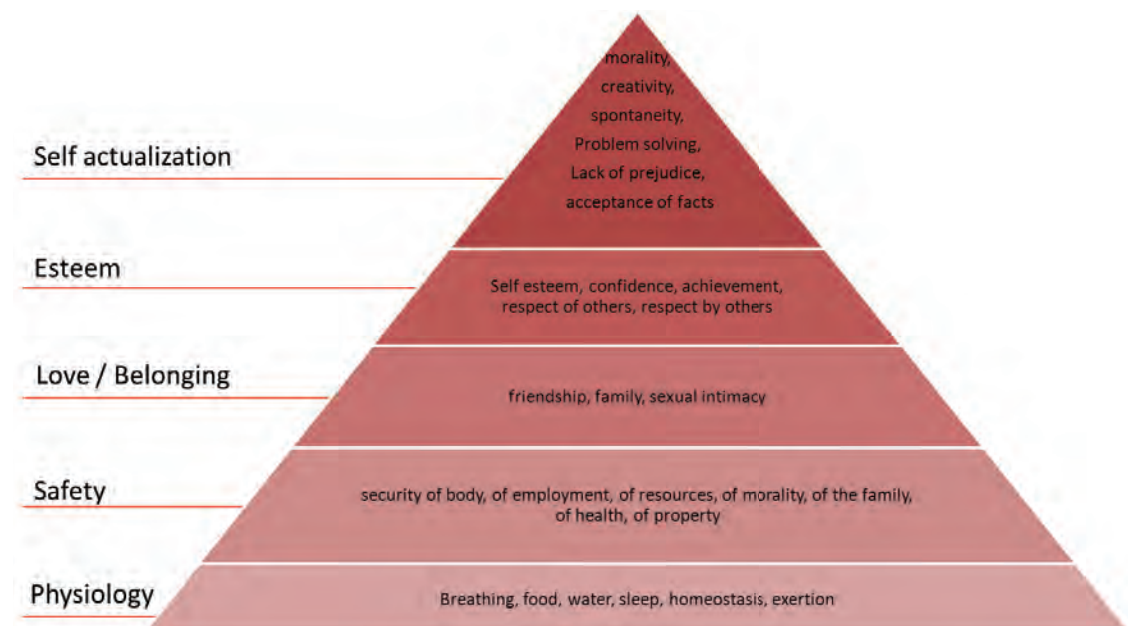 morality,
creativity,
spontaneity,
Problem solving,
Lack of prejudice,
acceptance of facts
Self actualization
Esteem
Self esteem, confidence, achievement,
respect of others, respect by others
Love / Belonging
friendship, family, sexual intimacy
Safety
security of body, of employment, of resources, of morality, of the family,
of health, of property
Physiology
Breathing, food, water, sleep, homeostasis, exertion